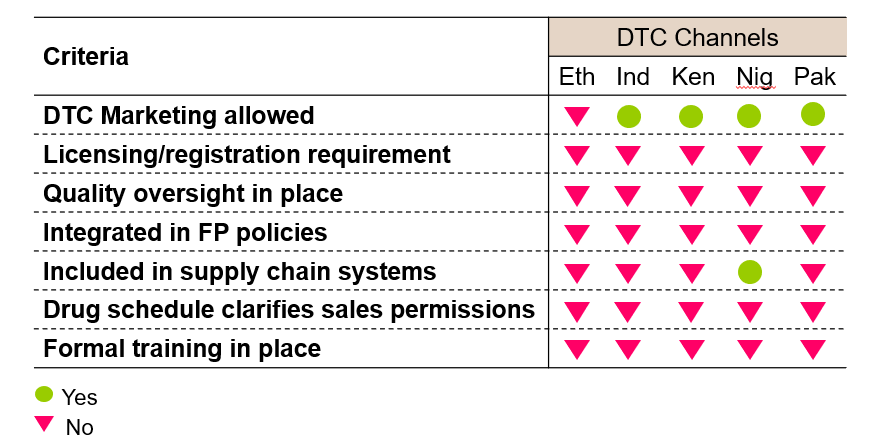 DTC Channels
Criteria
Eth Ind Ken Nig Pak
DTC Marketing allowed
Licensing/registration requirement
Quality oversight in place
Integrated in FP policies
Included in supply chain systems
Drug schedule clarifies sales permissions
Formal training in place
Yes
No